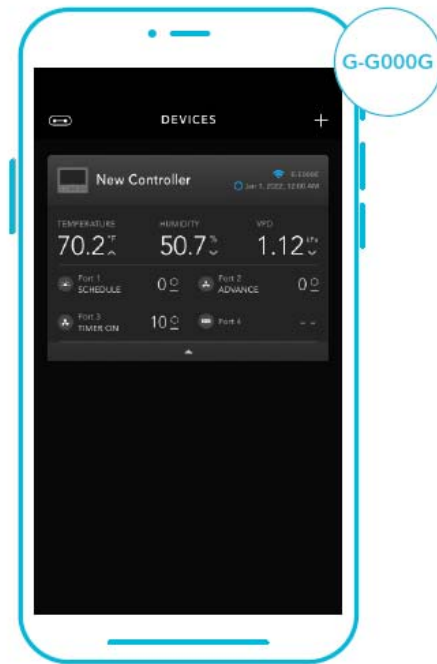 G-G000G
DEVICES
New Controller
Jan 1, 2022, 12:00 AM
TEMPERATURE HUMIDITY VPD
70.2°F 50.7% 1.12kPa
Port 1 0 Port 2 0
SCHEDULE ADVANCE
Port 3 10 Port 4 - -
TIMER ON